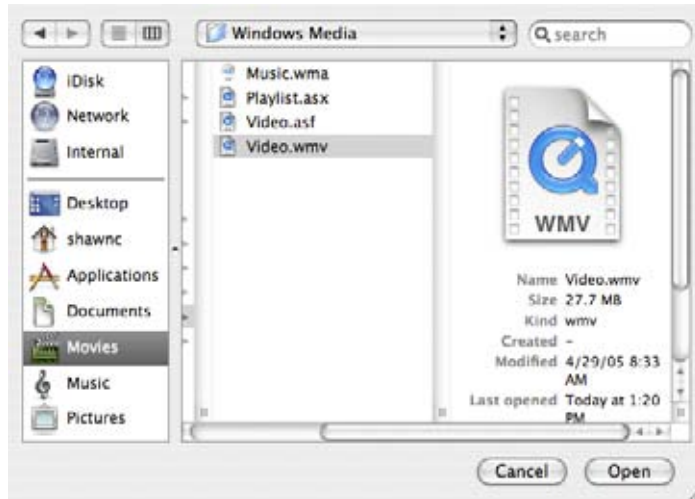 Windows Media
search
iDisk
Network
Internal
Desktop
shawnc
Applications
Documents
Movies
Music
Pictures
Music.wma
Playlist.asx
Video.asf
Video.wmv
WMV
Name Video.wmv
Size 27.7 MB
Kind wmv
Created -
Modified 4/29/05 8:33
AM
Last opened Today at 1:20
PM
Cancel
Open